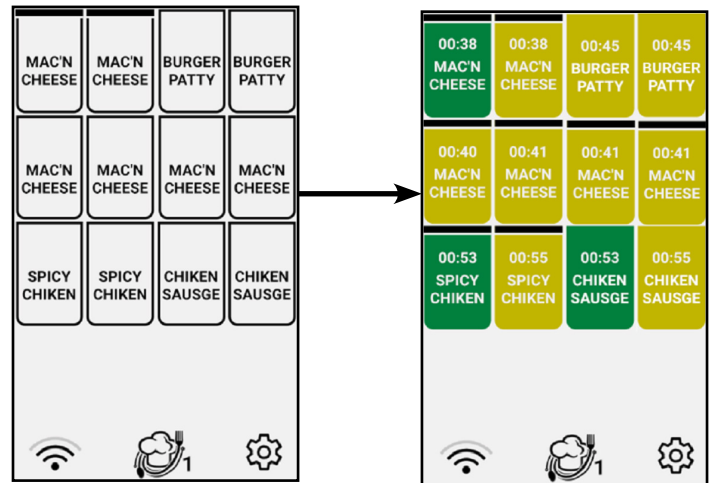 MAC'N CHEESE
MAC'N CHEESE
BURGER PATTY
BURGER PATTY
MAC'N CHEESE
MAC'N CHEESE
MAC'N CHEESE
MAC'N CHEESE
SPICY CHIKEN
SPICY CHIKEN
CHIKEN SAUSGE
CHIKEN SAUSGE
1
00:38
MAC'N
CHEESE
00:38
MAC'N
CHEESE
00:45
BURGER
PATTY
00:45
BURGER
PATTY
00:40
MAC'N
CHEESE
00:41
MAC'N
CHEESE
00:41
MAC'N
CHEESE
00:41
MAC'N
CHEESE
00:53
SPICY
CHIKEN
00:55
SPICY
CHIKEN
00:53
CHIKEN
SAUSGE
00:55
CHIKEN
SAUSGE
1